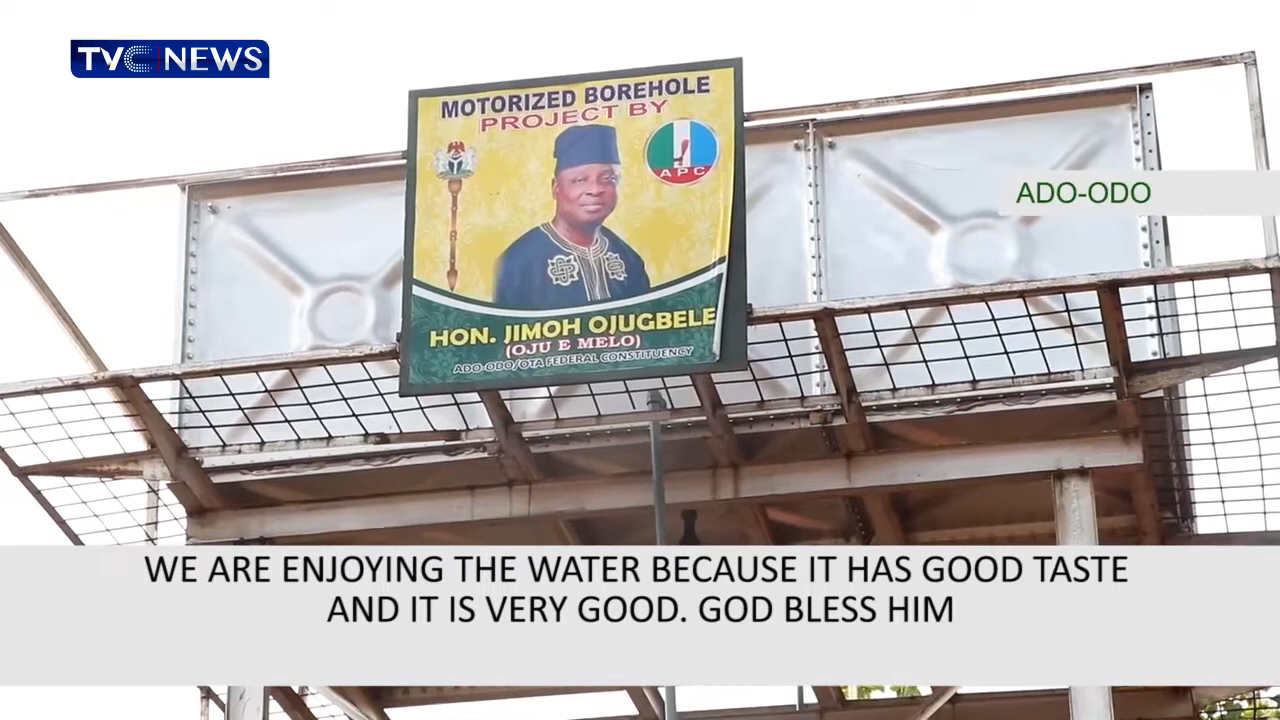 TVC NEWS
MOTORIZED BOREHOLE
PROJECT BY
APC
ADO-ODO
HON. JIMOH OJUGBELE
(OJU E MELO)
ADO-ODO/OTA FEDERAL CONSTITUENCY
WE ARE ENJOYING THE WATER BECAUSE IT HAS GOOD TASTE
AND IT IS VERY GOOD. GOD BLESS HIM